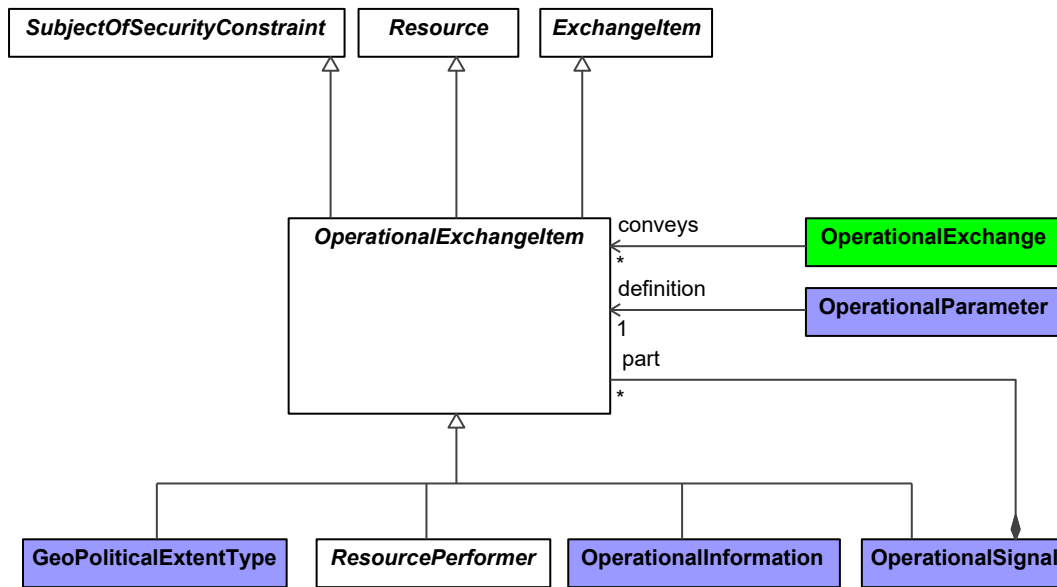 SubjectOfSecurityConstraint
Resource
ExchangeItem
OperationalExchangeItem
conveys
*
OperationalExchange
definition
1
OperationalParameter
part
*
GeoPoliticalExtentType
ResourcePerformer
OperationalInformation
OperationalSignal